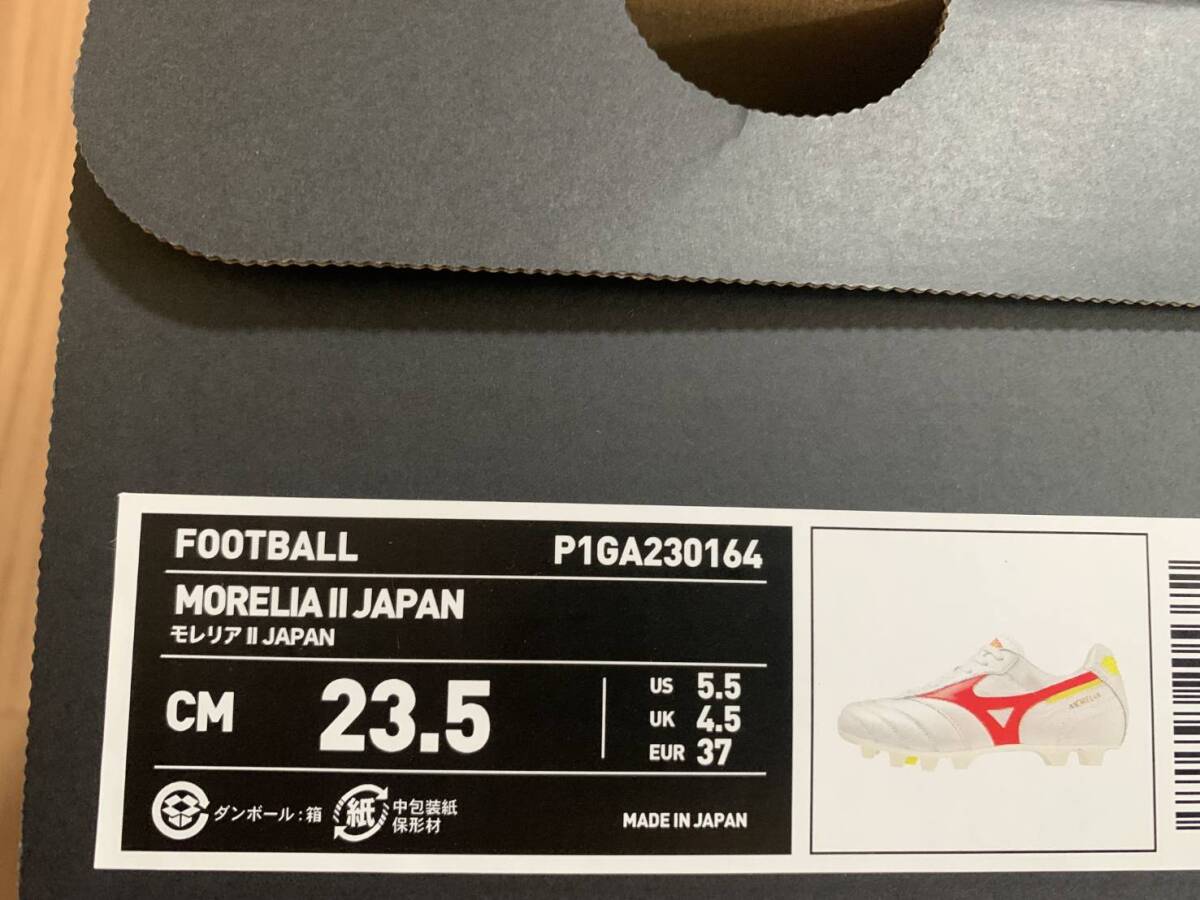 FOOTBALL P1GA230164
MORELIA II JAPAN
モレリア II JAPAN
CM 23.5
US 5.5
UK 4.5
EUR 37
ダンボール:箱
紙
中包装紙
保形材
MADE IN JAPAN
MORELIA